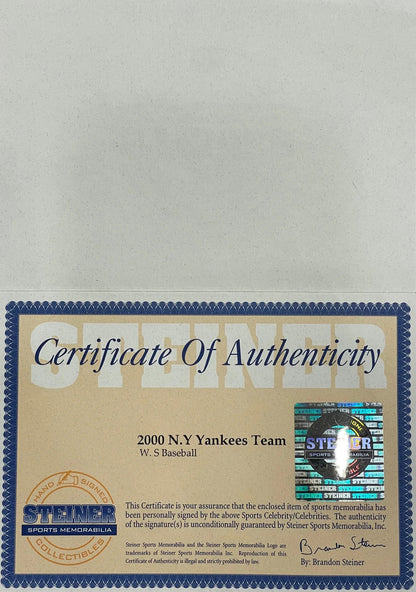 STEINER
Certificate Of Authenticity
2000 N.Y Yankees Team
W. S Baseball
STEINER
SPORTS MEMORABILIA
HAND SIGNED
STEINER
SPORTS MEMORABILIA
COLLECTIBLES
This Certificate is your assurance that the enclosed item of sports memorabilia has
been personally signed by the above Sports Celebrity/Celebrities. The authenticity
of the signature(s) is unconditionally guaranteed by Steiner Sports Memorabilia, Inc.
Steiner Sports Memorabilia and the Steiner Sports Memorabilia Logo are
trademarks of Steiner Sports Memorabilia Inc. Reproduction of this
Certificate of Authenticity is illegal and strictly prohibited by law.
Brandon Steiner
By: Brandon Steiner